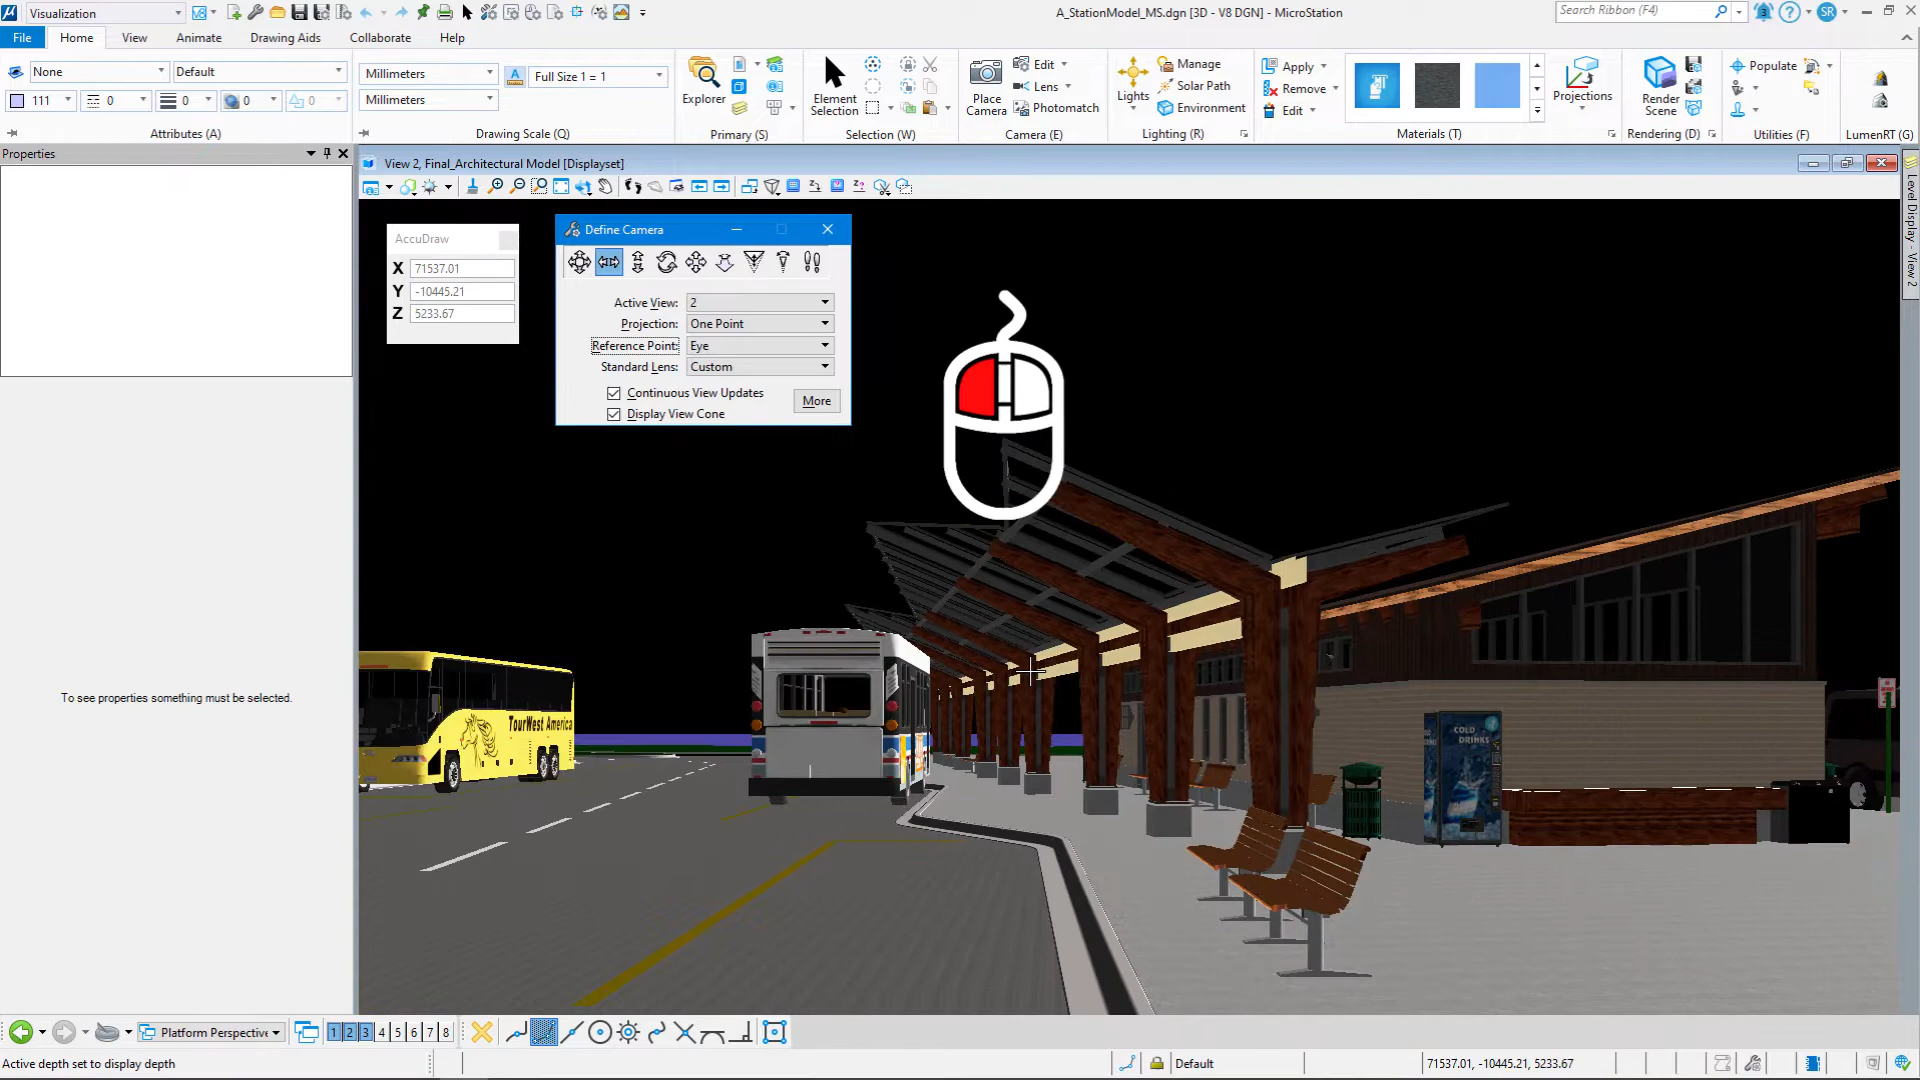 Visualization
A_StationModel_MS.dgn [3D - V8 DGN] - MicroStation
Search Ribbon (F4)
SR
File
Home
View
Animate
Drawing Aids
Collaborate
Help
None
Default
111
0
0
0
0
Attributes (A)
Millimeters
Full Size 1 = 1
Millimeters
Drawing Scale (Q)
Explorer
Primary (S)
Element
Selection
Selection (W)
Place
Camera
Edit
Lens
Photomatch
Camera (E)
Lights
Manage
Solar Path
Environment
Lighting (R)
Apply
Remove
Edit
Materials (T)
Projections
Render
Scene
Rendering (D)
Populate
Utilities (F)
LumenRT (G)
Properties
To see properties something must be selected.
View 2, Final_Architectural Model [Displayset]
Level Display - View 2
AccuDraw
X 71537.01
Y -10445.21
Z 5233.67
Define Camera
Active View: 2
Projection: One Point
Reference Point: Eye
Standard Lens: Custom
Continuous View Updates
Display View Cone
More
TourWest America
COLD
DRINKS
Platform Perspective
1 2 3 4 5 6 7 8
Active depth set to display depth
Default
71537.01, -10445.21, 5233.67